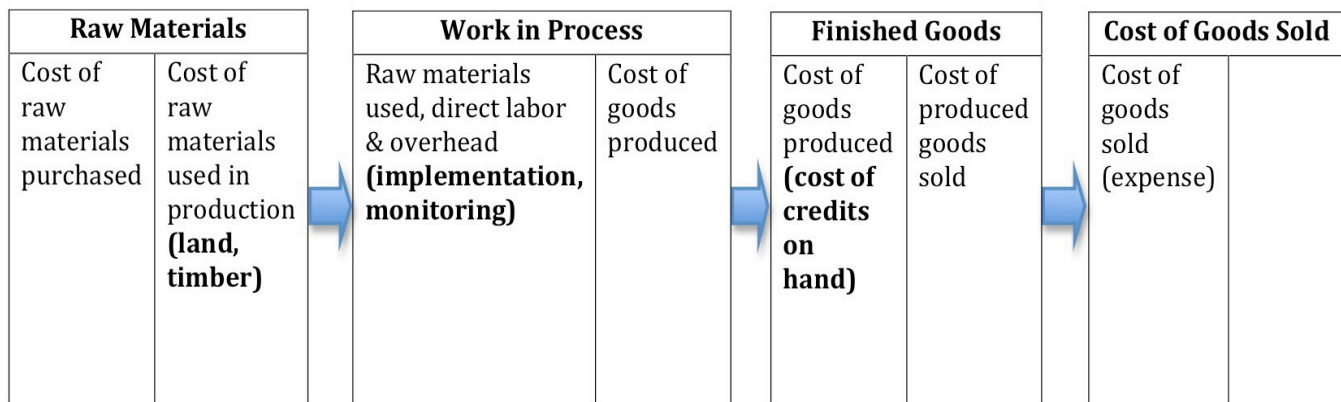 Raw Materials
Cost of
raw
materials
purchased
Cost of
raw
materials
used in
production
(land,
timber)
Work in Process
Raw materials
used, direct labor
& overhead
(implementation,
monitoring)
Cost of
goods
produced
Finished Goods
Cost of
goods
produced
(cost of
credits
on
hand)
Cost of
produced
goods
sold
Cost of Goods Sold
Cost of
goods
sold
(expense)